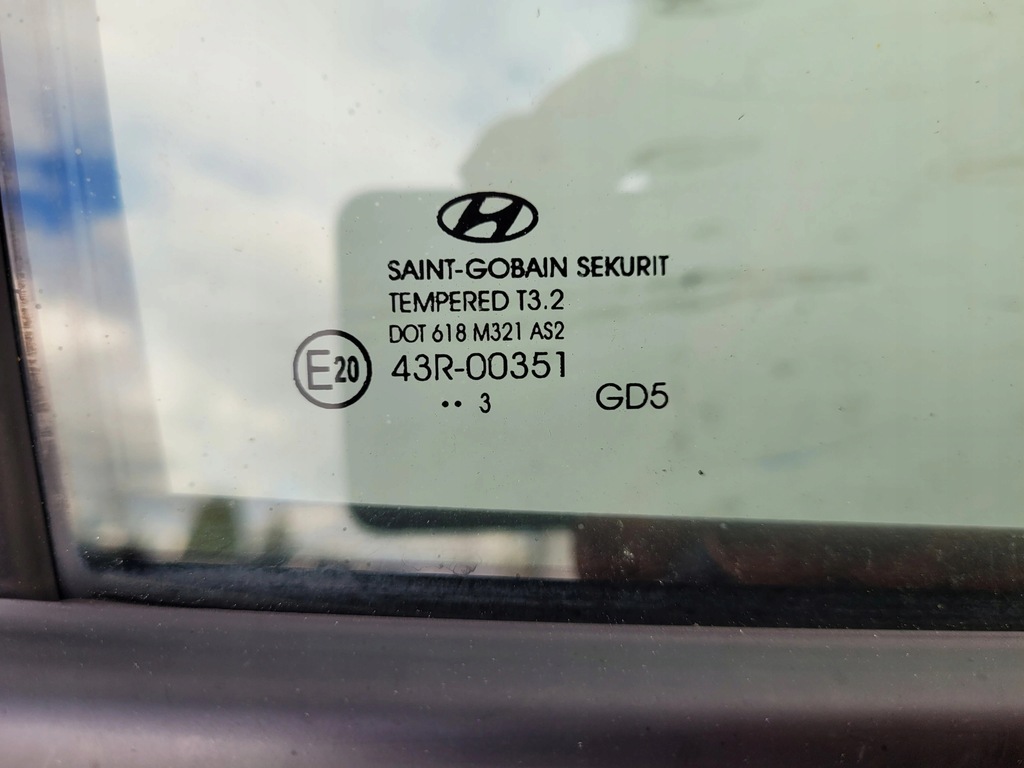 SAINT-GOBAIN SEKURIT
TEMPERED T3.2
DOT 618 M321 AS2
E20 43R-00351
·· 3 GD5